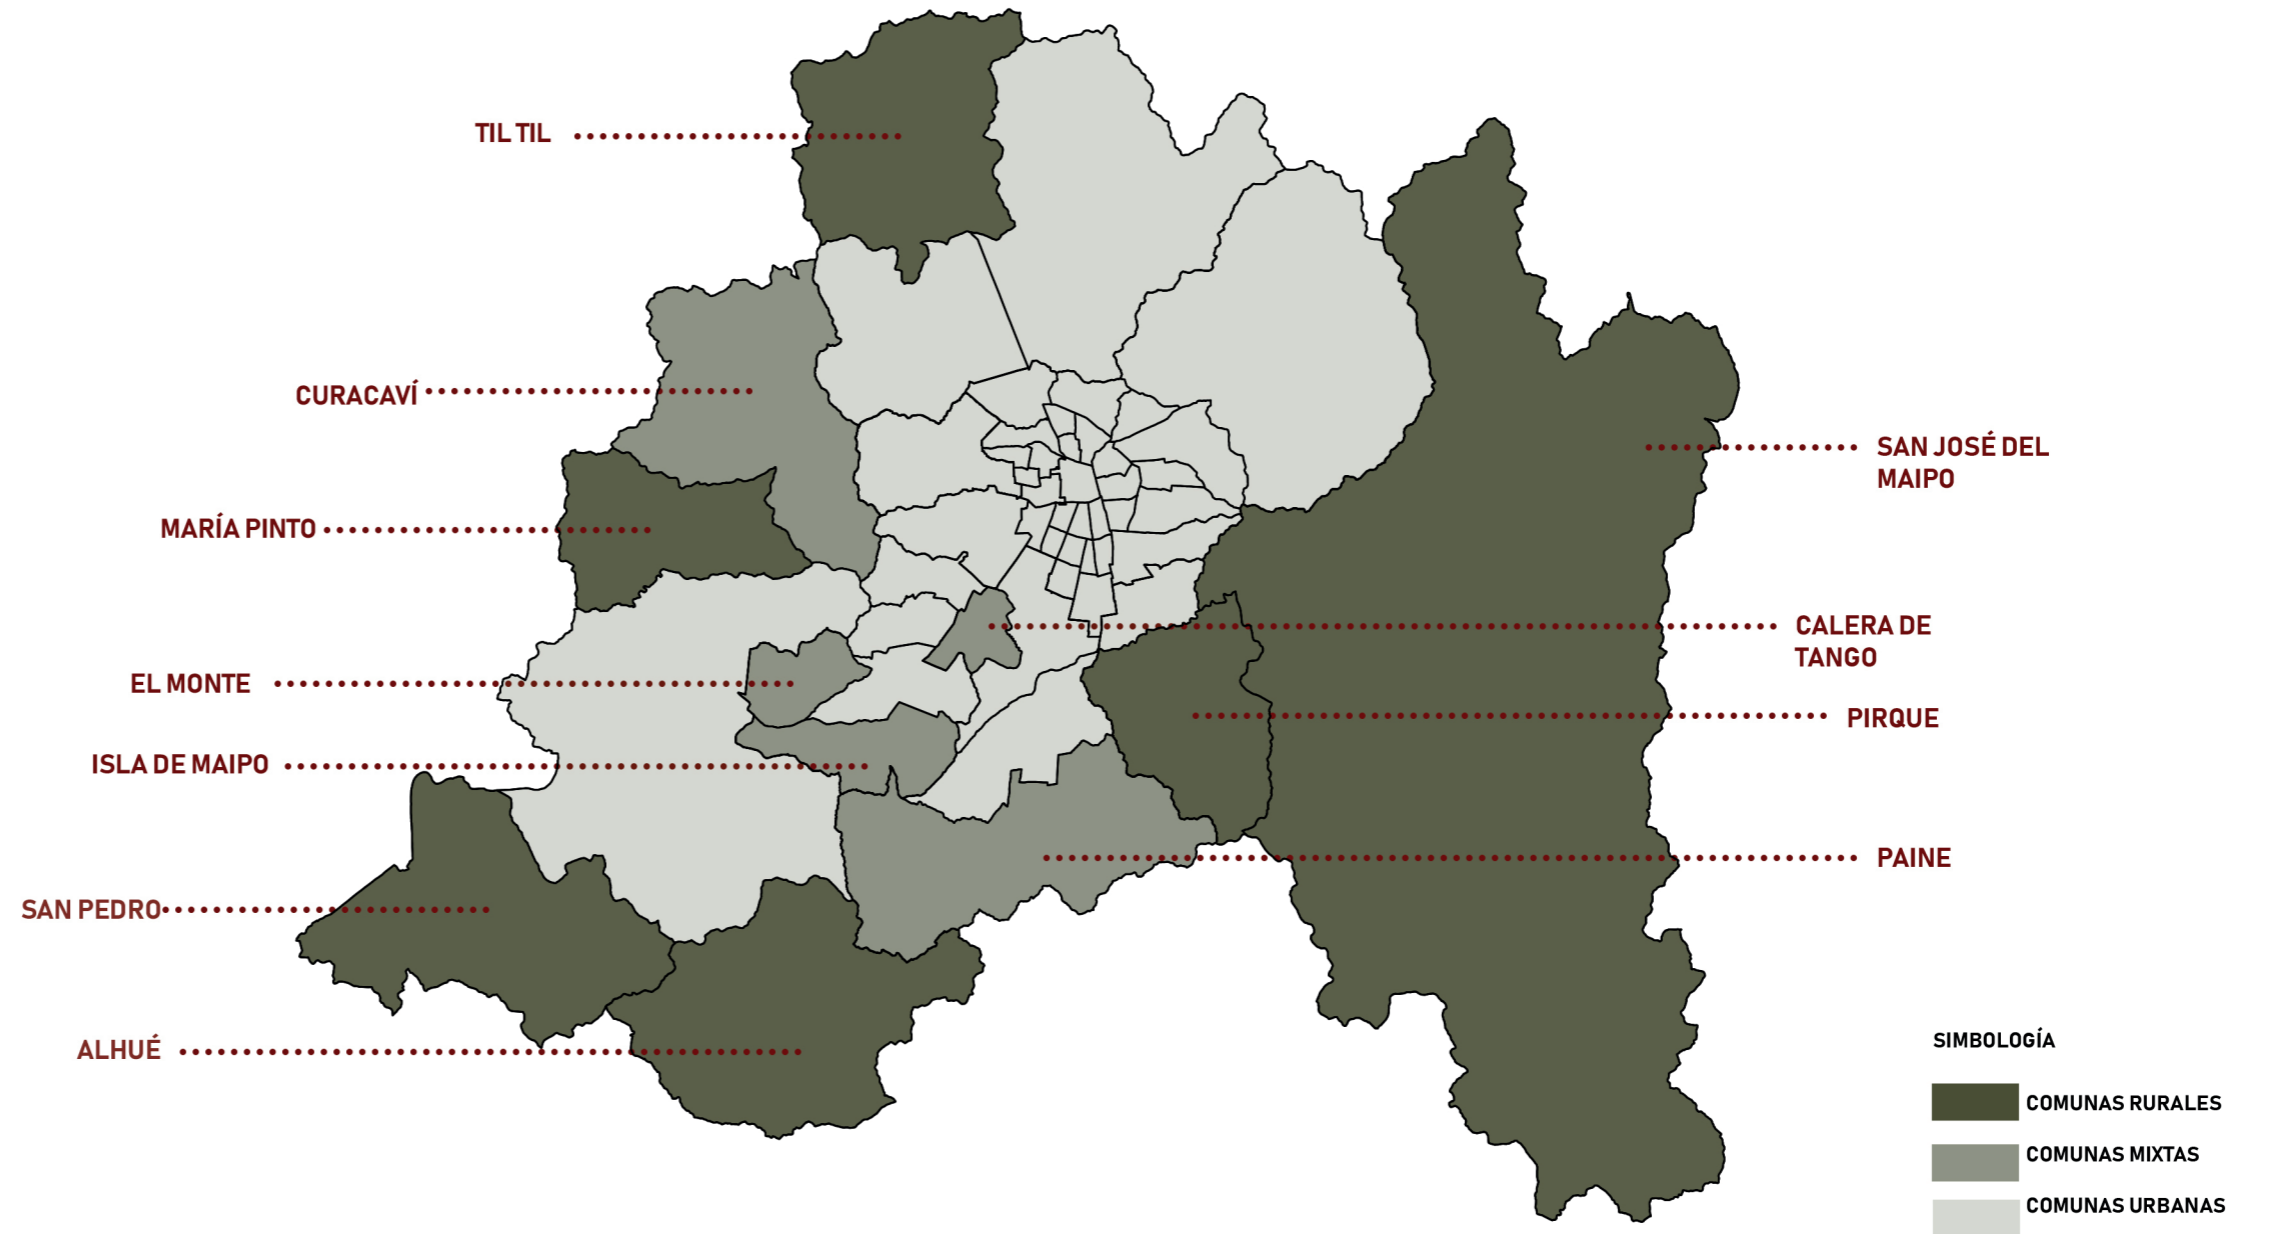 TIL TIL
CURACAVÍ
SAN JOSÉ DEL
MAIPO
MARÍA PINTO
CALERA DE
TANGO
EL MONTE
PIRQUE
ISLA DE MAIPO
PAINE
SAN PEDRO
ALHUÉ
SIMBOLOGÍA
COMUNAS RURALES
COMUNAS MIXTAS
COMUNAS URBANAS